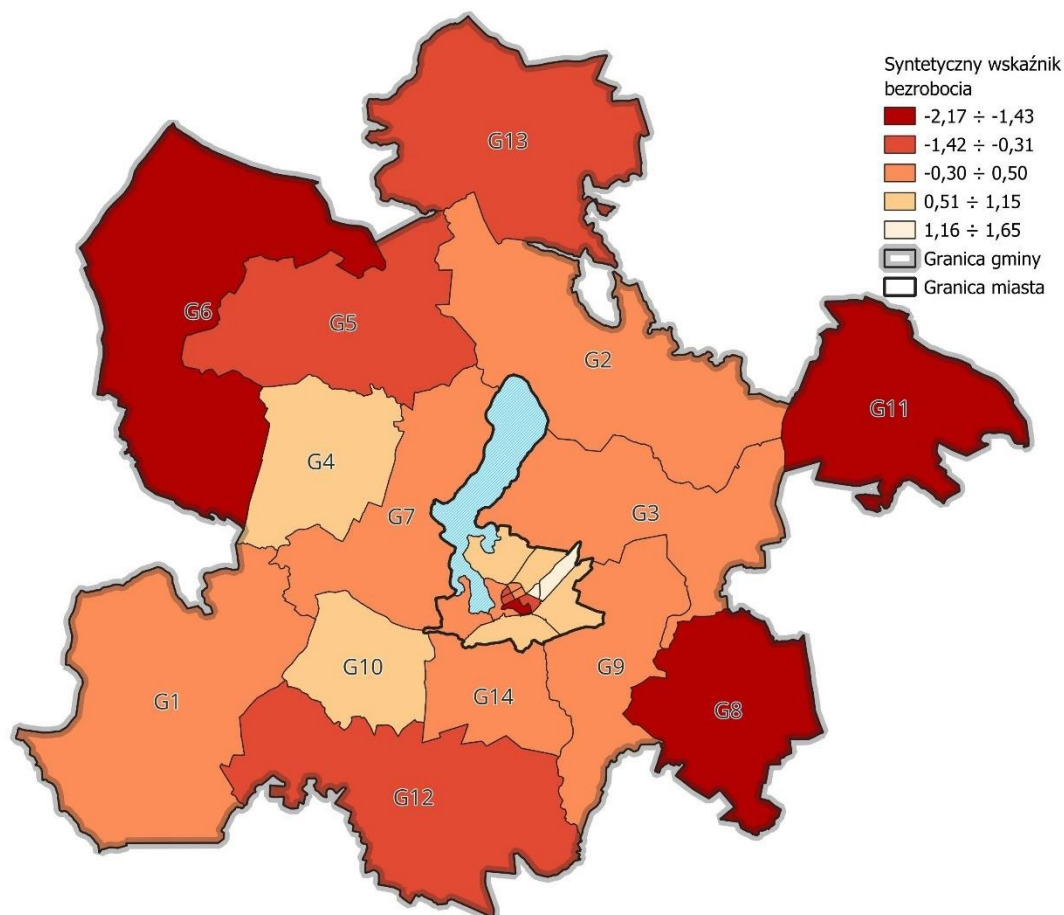 Syntetyczny wskaźnik
bezrobocia
-2,17 ÷ -1,43
-1,42 ÷ -0,31
-0,30 ÷ 0,50
0,51 ÷ 1,15
1,16 ÷ 1,65
Granica gminy
Granica miasta
G13
G6
G5
G2
G11
G4
G7
G3
G10
G9
G1
G14
G8
G12